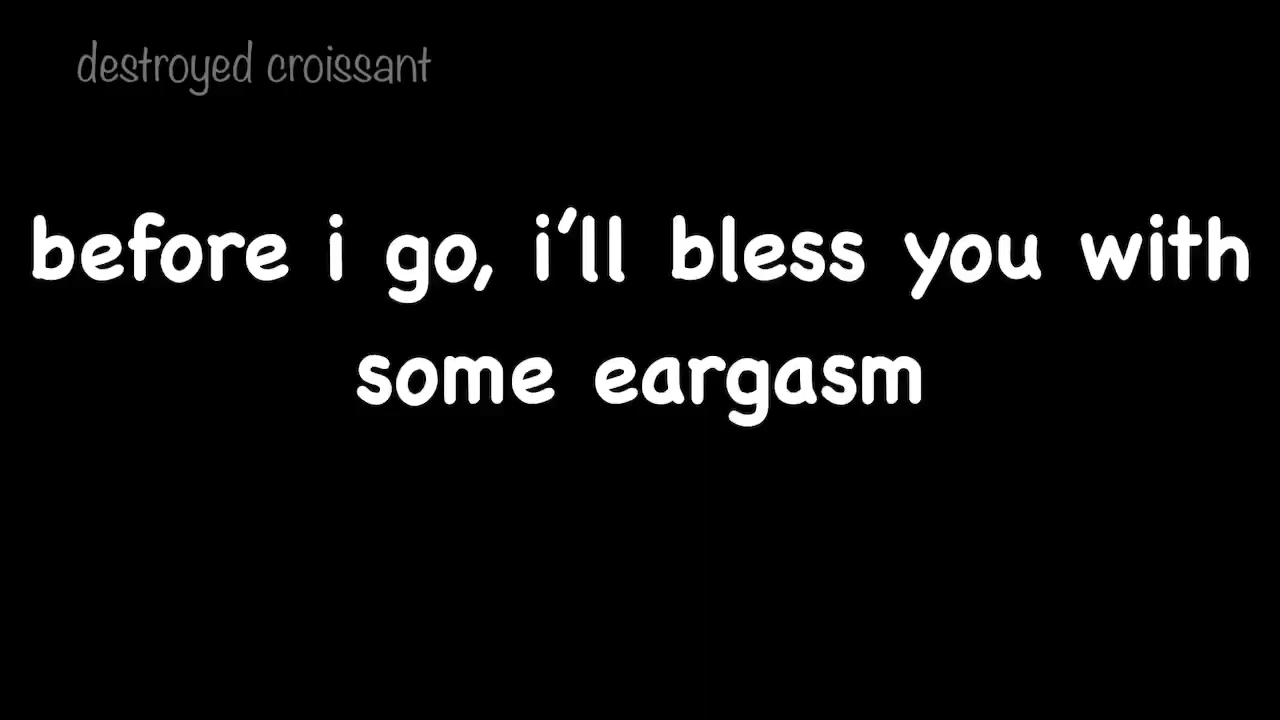 destroyed croissant
before i go, i’ll bless you with
some eargasm